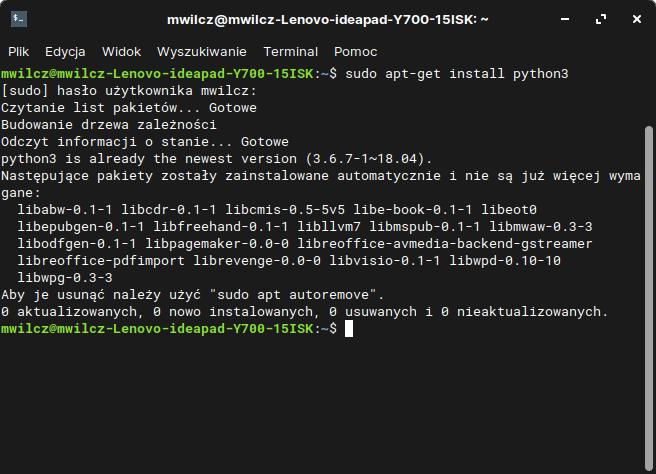 mwilcz@mwilcz-Lenovo-ideapad-Y700-15ISK: ~
Plik Edycja Widok Wyszukiwanie Terminal Pomoc
mwilcz@mwilcz-Lenovo-ideapad-Y700-15ISK:~$ sudo apt-get install python3
[sudo] hasło użytkownika mwilcz:
Czytanie list pakietów... Gotowe
Budowanie drzewa zależności
Odczyt informacji o stanie... Gotowe
python3 is already the newest version (3.6.7-1~18.04).
Następujące pakiety zostały zainstalowane automatycznie i nie są już więcej wyma
gane:
  libabw-0.1-1 libcdr-0.1-1 libcmis-0.5-5v5 libe-book-0.1-1 libeot0
  libepubgen-0.1-1 libfreehand-0.1-1 libllvm7 libmspub-0.1-1 libmwaw-0.3-3
  libodfgen-0.1-1 libpagemaker-0.0-0 libreoffice-avmedia-backend-gstreamer
  libreoffice-pdfimport librevenge-0.0-0 libvisio-0.1-1 libwpd-0.10-10
  libwpg-0.3-3
Aby je usunąć należy użyć "sudo apt autoremove".
0 aktualizowanych, 0 nowo instalowanych, 0 usuwanych i 0 nieaktualizowanych.
mwilcz@mwilcz-Lenovo-ideapad-Y700-15ISK:~$